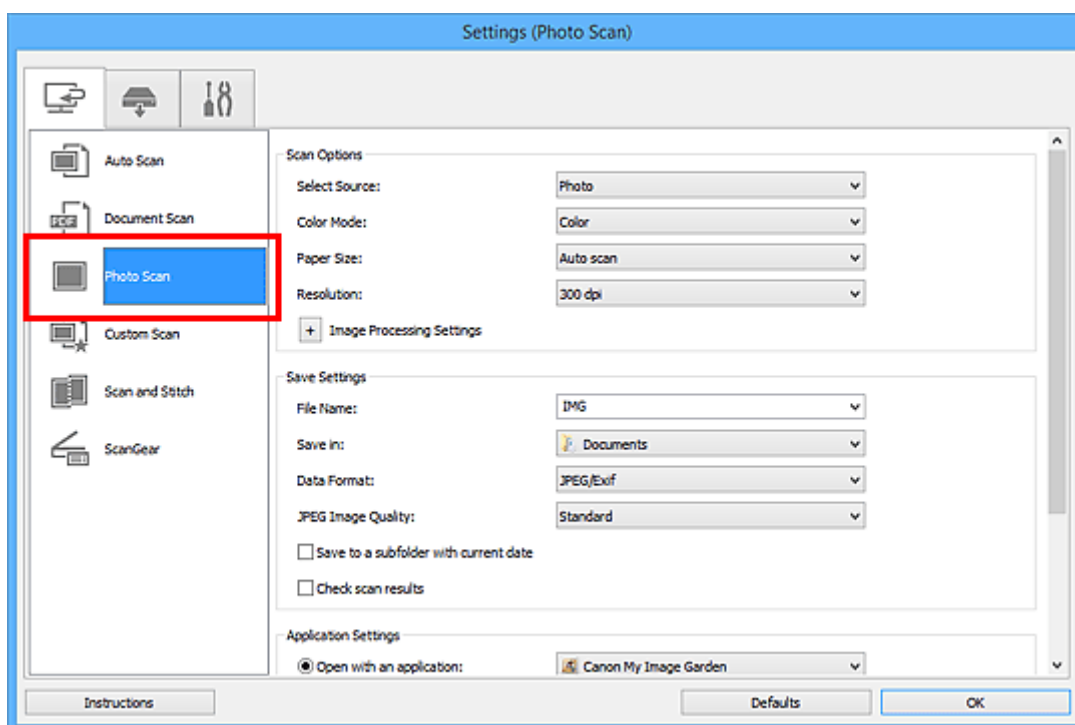 Settings (Photo Scan)
Auto Scan
PDF
Document Scan
Photo Scan
Custom Scan
Scan and Stitch
ScanGear
Scan Options
Select Source: Photo
Color Mode: Color
Paper Size: Auto scan
Resolution: 300 dpi
+ Image Processing Settings
Save Settings
File Name: IMG
Save in: Documents
Data Format: JPEG/Exif
JPEG Image Quality: Standard
Save to a subfolder with current date
Check scan results
Application Settings
Open with an application: Canon My Image Garden
Instructions Defaults OK